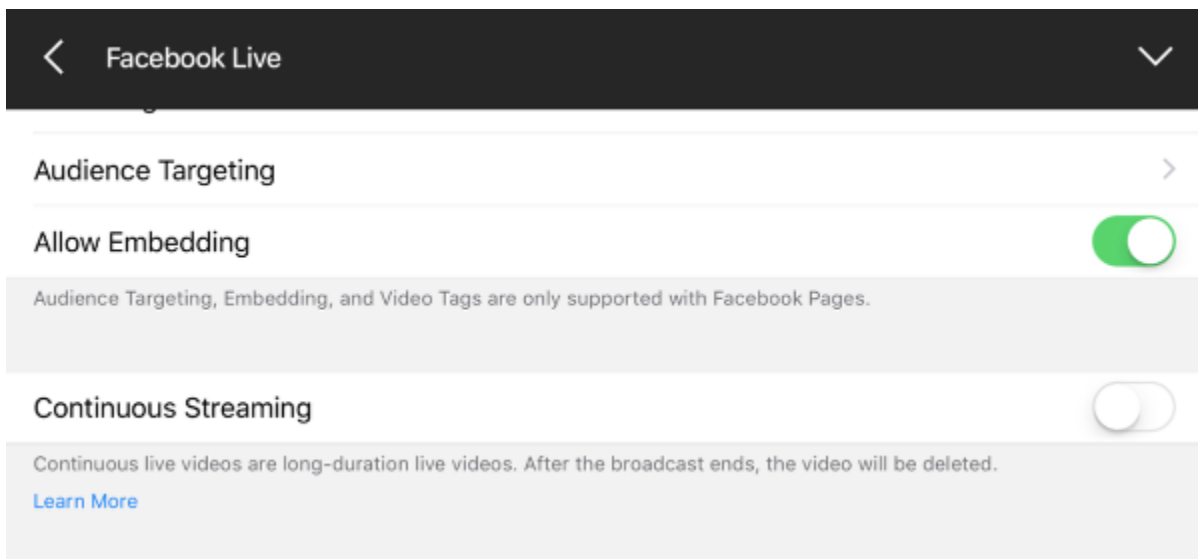 Facebook Live
Audience Targeting
Allow Embedding
Audience Targeting, Embedding, and Video Tags are only supported with Facebook Pages.
Continuous Streaming
Continuous live videos are long-duration live videos. After the broadcast ends, the video will be deleted.
Learn More